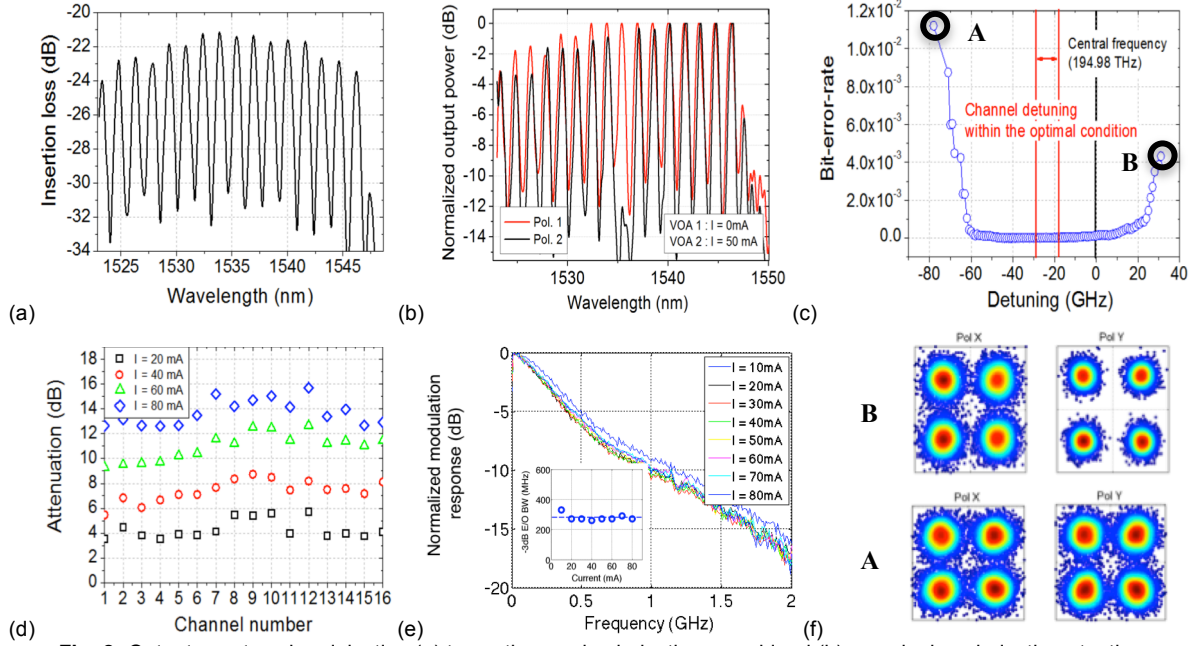 -20
-22
-24
-26
-28
-30
-32
-34
Insertion loss (dB)
1525 1530 1535 1540 1545
Wavelength (nm)
(a)
0
-2
-4
-6
-8
-10
-12
-14
Normalized output power (dB)
Pol. 1
Pol. 2
VOA 1 : I = 0mA
VOA 2 : I = 50 mA
1530 1540 1550
Wavelength (nm)
(b)
1.2x10-2
1.0x10-2
8.0x10-3
6.0x10-3
4.0x10-3
2.0x10-3
0.0
Bit-error-rate
A
Central frequency
(194.98 THz)
Channel detuning
within the optimal condition
B
-80 -60 -40 -20 0 20 40
Detuning (GHz)
(c)
18
16
14
12
10
8
6
4
2
0
Attenuation (dB)
I = 20 mA
I = 40 mA
I = 60 mA
I = 80 mA
1 2 3 4 5 6 7 8 9 10 11 12 13 14 15 16
Channel number
(d)
0
-5
-10
-15
-20
Normalized modulation
response (dB)
I = 10mA
I = 20mA
I = 30mA
I = 40mA
I = 50mA
I = 60mA
I = 70mA
I = 80mA
600
400
200
0
-3dB E/O BW (MHz)
0 20 40 60 80
Current (mA)
0 0.5 1 1.5 2
Frequency (GHz)
(e)
Pol X Pol Y
B
Pol X Pol Y
A
(f)